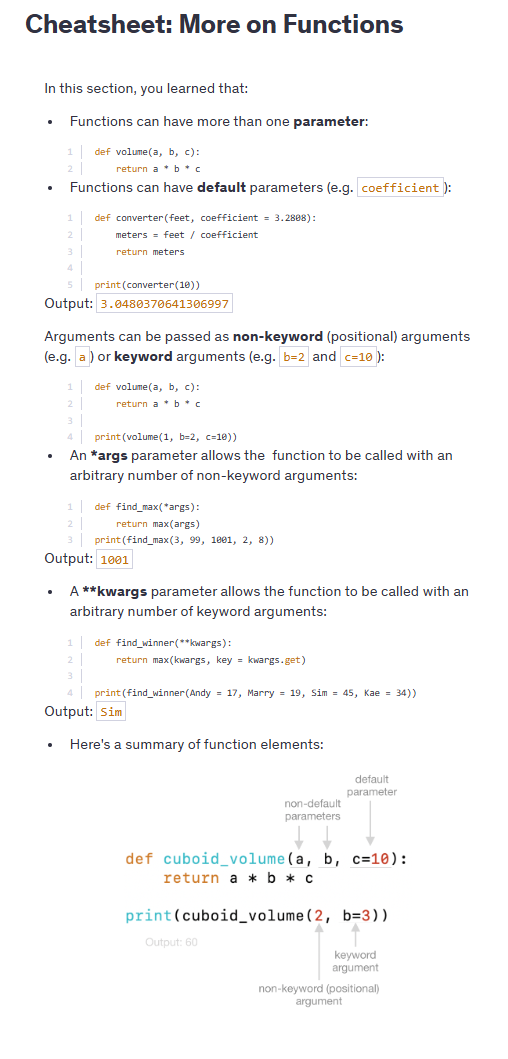 Cheatsheet: More on Functions
In this section, you learned that:
• Functions can have more than one parameter:
1 def volume(a, b, c):
2     return a * b * c
• Functions can have default parameters (e.g. coefficient ):
1 def converter(feet, coefficient = 3.2808):
2     meters = feet / coefficient
3     return meters
4
5 print(converter(10))
Output: 3.0480370641306997
Arguments can be passed as non-keyword (positional) arguments
(e.g. a ) or keyword arguments (e.g. b=2 and c=10 ):
1 def volume(a, b, c):
2     return a * b * c
3
4 print(volume(1, b=2, c=10))
• An *args parameter allows the function to be called with an
arbitrary number of non-keyword arguments:
1 def find_max(*args):
2     return max(args)
3 print(find_max(3, 99, 1001, 2, 8))
Output: 1001
• A **kwargs parameter allows the function to be called with an
arbitrary number of keyword arguments:
1 def find_winner(**kwargs):
2     return max(kwargs, key = kwargs.get)
3
4 print(find_winner(Andy = 17, Marry = 19, Sim = 45, Kae = 34))
Output: Sim
• Here's a summary of function elements:
default
parameter
non-default
parameters
def cuboid_volume(a, b, c=10):
    return a * b * c
print(cuboid_volume(2, b=3))
Output: 60
keyword
argument
non-keyword (positional)
argument